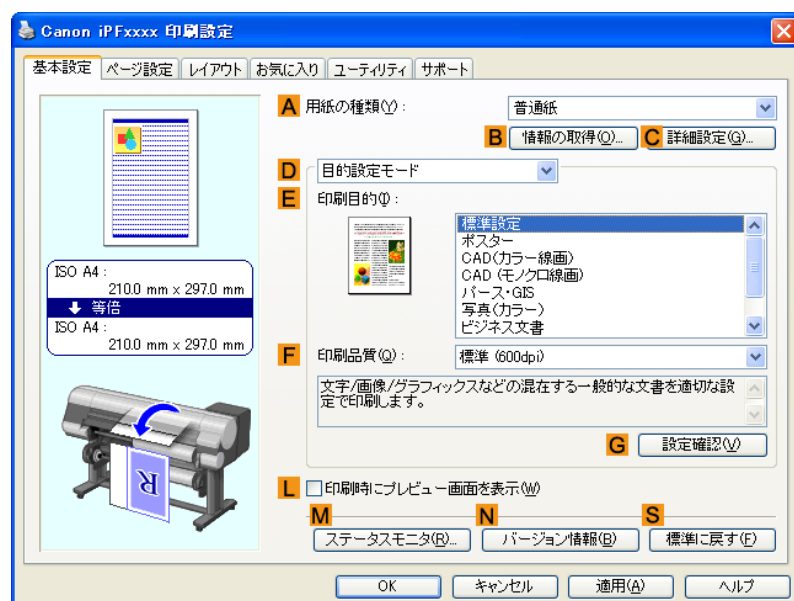 Canon iPFxxxx 印刷設定
基本設定 ページ設定 レイアウト お気に入り ユーティリティ サポート
A 用紙の種類(Y): 普通紙
B 情報の取得(O)... C 詳細設定(G)...
D 目的設定モード
E 印刷目的(I):
標準設定
ポスター
CAD(カラー線画)
CAD (モノクロ線画)
パース・GIS
写真(カラー)
ビジネス文書
ISO A4:
210.0 mm x 297.0 mm
等倍
ISO A4:
210.0 mm x 297.0 mm
F 印刷品質(Q): 標準 (600dpi)
文字/画像/グラフィックスなどの混在する一般的な文書を適切な設
定で印刷します。
G 設定確認(V)
R
L 印刷時にプレビュー画面を表示(W)
M N S
ステータスモニタ(R)... バージョン情報(B) 標準に戻す(F)
OK キャンセル 適用(A) ヘルプ